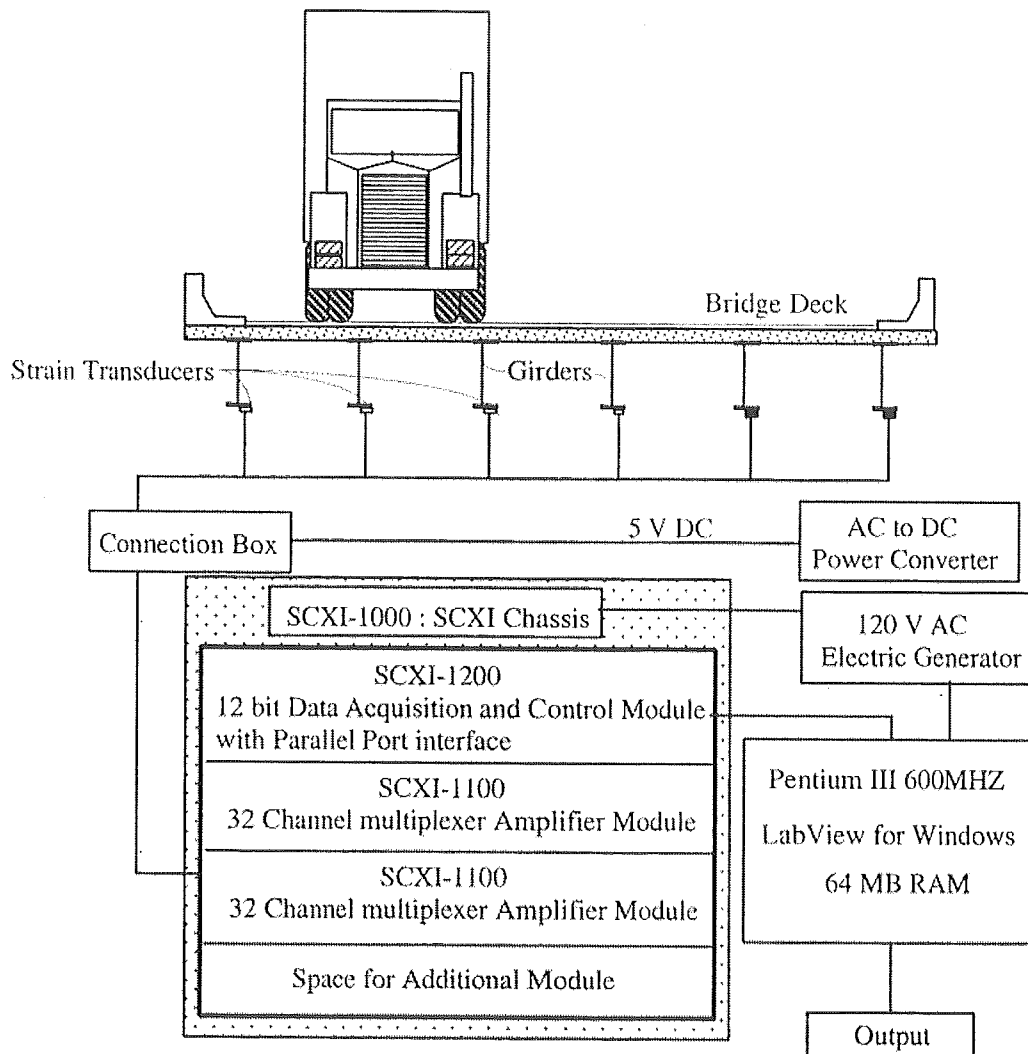 Bridge Deck
Strain Transducers
Girders
5 V DC
AC to DC
Power Converter
Connection Box
SCXI-1000 : SCXI Chassis
120 V AC
Electric Generator
SCXI-1200
12 bit Data Acquisition and Control Module
with Parallel Port interface
Pentium III 600MHZ
LabView for Windows
64 MB RAM
SCXI-1100
32 Channel multiplexer Amplifier Module
SCXI-1100
32 Channel multiplexer Amplifier Module
Space for Additional Module
Output